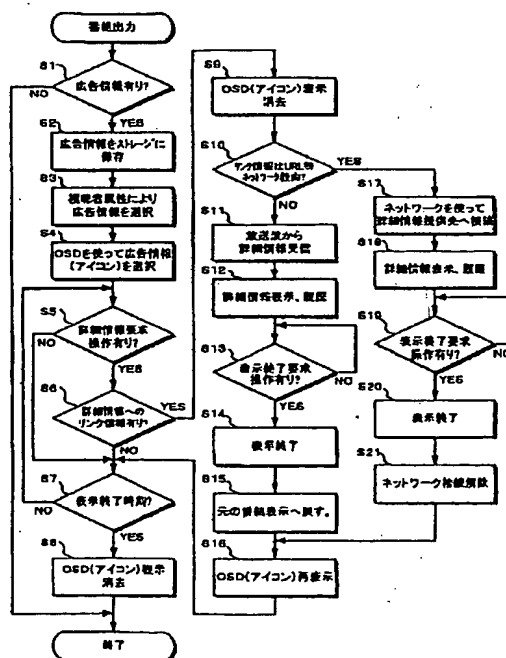 番組出力
S1
広告情報有り?
NO
YES
S2
広告情報をストレージに
保存
S3
視聴者属性により
広告情報を選択
S4
OSDを使って広告情報
(アイコン)を選択
S5
詳細情報要求
操作有り?
NO
YES
S6
詳細情報への
リンク情報有り?
YES
NO
S7
表示終了時刻?
NO
YES
S8
OSD(アイコン)表示
消去
終了
S9
OSD(アイコン)表示
消去
S10
リンク情報はURL等
ネットワーク
YES
NO
S11
放送波から
詳細情報受信
S12
詳細情報表示、
S13
表示終了要求
操作有り?
NO
YES
S14
表示終了
S15
元の番組表示へ戻す。
S16
OSD(アイコン)再表示
S17
ネットワークを使って
詳細情報提供先へ接続
S18
詳細情報表示、
S19
表示終了要求
操作有り?
NO
YES
S20
表示終了
S21
ネットワーク接続解除